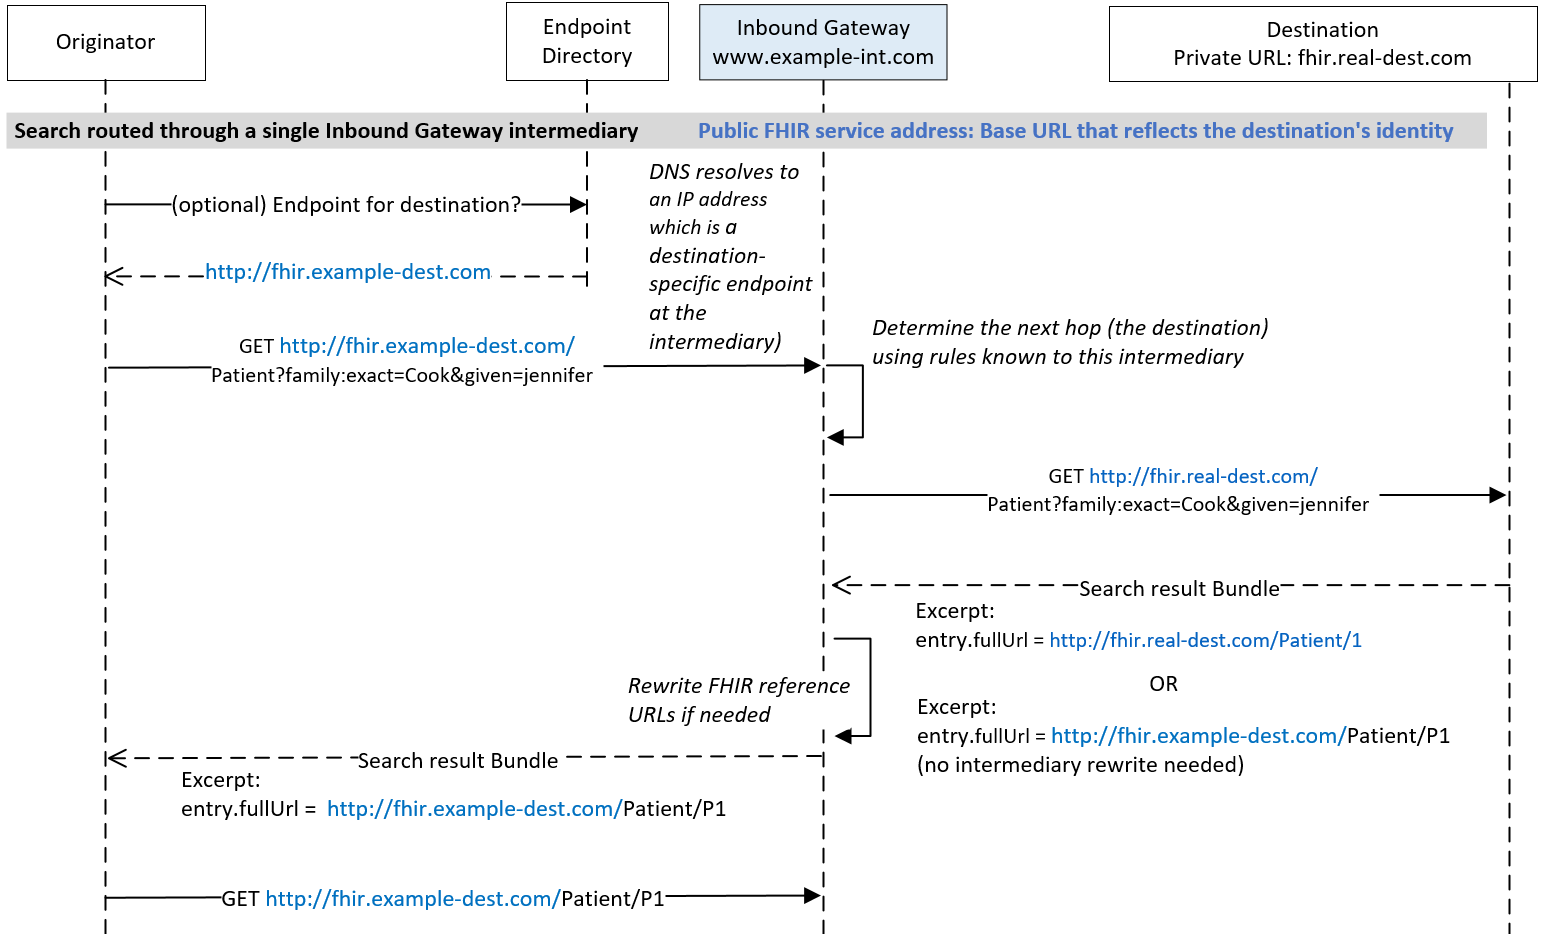 Originator
Endpoint
Directory
Inbound Gateway
www.example-int.com
Destination
Private URL: fhir.real-dest.com
Search routed through a single Inbound Gateway intermediary
Public FHIR service address: Base URL that reflects the destination's identity
(optional) Endpoint for destination?
http://fhir.example-dest.com
DNS resolves to
an IP address
which is a
destination-
specific endpoint
at the
intermediary)
GET http://fhir.example-dest.com/
Patient?family:exact=Cook&given=jennifer
Determine the next hop (the destination)
using rules known to this intermediary
GET http://fhir.real-dest.com/
Patient?family:exact=Cook&given=jennifer
Search result Bundle
Excerpt:
entry.fullUrl = http://fhir.real-dest.com/Patient/1
OR
Excerpt:
entry.fullUrl = http://fhir.example-dest.com/Patient/P1
(no intermediary rewrite needed)
Rewrite FHIR reference
URLs if needed
Search result Bundle
Excerpt:
entry.fullUrl = http://fhir.example-dest.com/Patient/P1
GET http://fhir.example-dest.com/Patient/P1